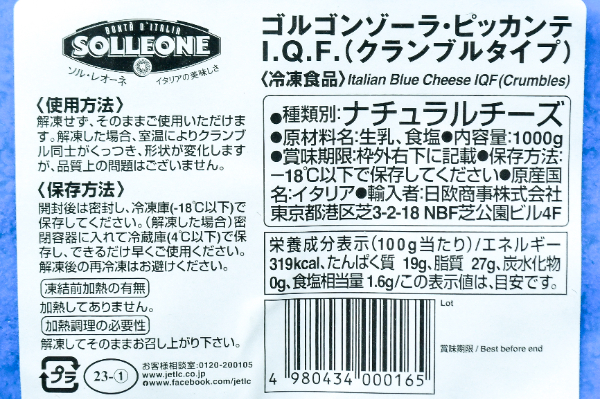 BONTÀ D'ITALIA
SOLLEONE
ソル・レオーネ イタリアの美味しさ
ゴルゴンゾーラ・ピッカンテ
I.Q.F.(クランブルタイプ)
〈冷凍食品〉Italian Blue Cheese IQF(Crumbles)
〈使用方法〉
解凍せず、そのままご使用いただけま
す。解凍した場合、室温によりクランブ
ル同士がくっつき、形状が変化します
が、品質上の問題はございません。
〈保存方法〉
開封後は密封し、冷凍庫(-18℃以下)で
保存してください。(解凍した場合)密
閉容器に入れて冷蔵庫(4℃以下)で保
存し、できるだけ早くご使用ください。
解凍後の再冷凍はお避けください。
凍結前加熱の有無
加熱してありません。
加熱調理の必要性
解凍してそのままお召し上がり下さい。
プラ
23-①
お客様相談室:0120-200105
www.jetlc.co.jp
www.facebook.com/jetlc
●種類別:ナチュラルチーズ
●原材料名:生乳、食塩●内容量:1000g
●賞味期限:枠外右下に記載●保存方法:
-18℃以下で保存してください●原産国
名:イタリア●輸入者:日欧商事株式会社
東京都港区芝3-2-18 NBF芝公園ビル4F
栄養成分表示(100g当たり)/エネルギー
319kcal、たんぱく質 19g、脂質 27g、炭水化物
0g、食塩相当量 1.6g/この表示値は、目安です。
Lot
賞味期限 / Best before end
4 980434 000165